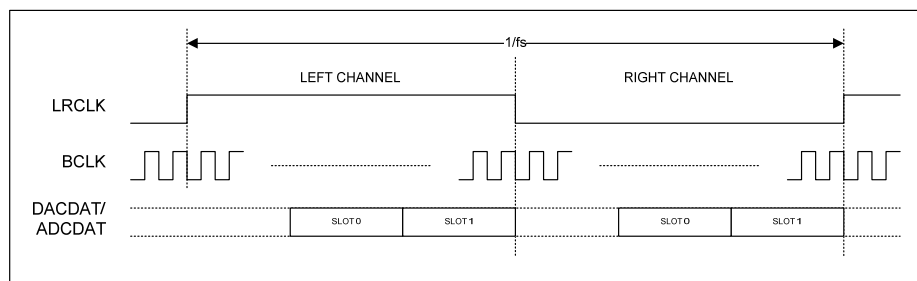 1/fs
LEFT CHANNEL RIGHT CHANNEL
LRCLK
BCLK
DACDAT/
ADCDAT
SLOT 0 SLOT 1 SLOT 0 SLOT 1